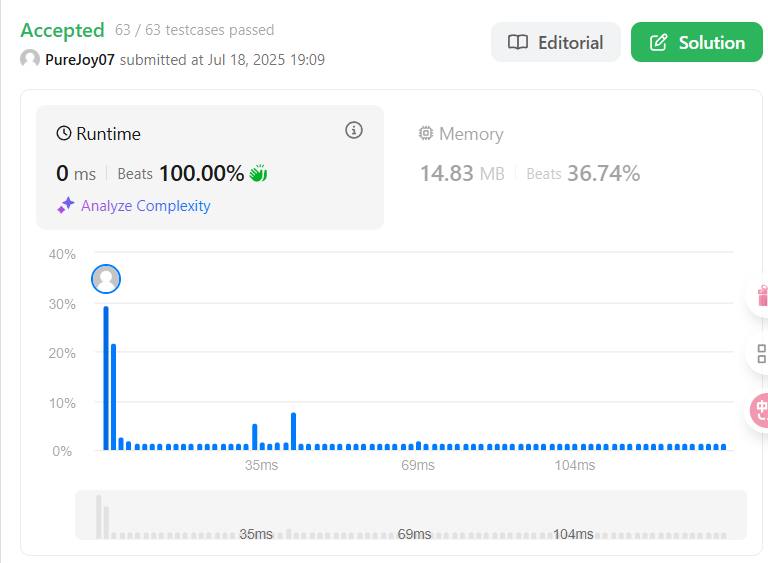 Accepted 63 / 63 testcases passed
Editorial
Solution
PureJoy07 submitted at Jul 18, 2025 19:09
Runtime
0 ms Beats 100.00%
Analyze Complexity
Memory
14.83 MB Beats 36.74%
40%
30%
20%
10%
0%
35ms 69ms 104ms
35ms 69ms 104ms
中